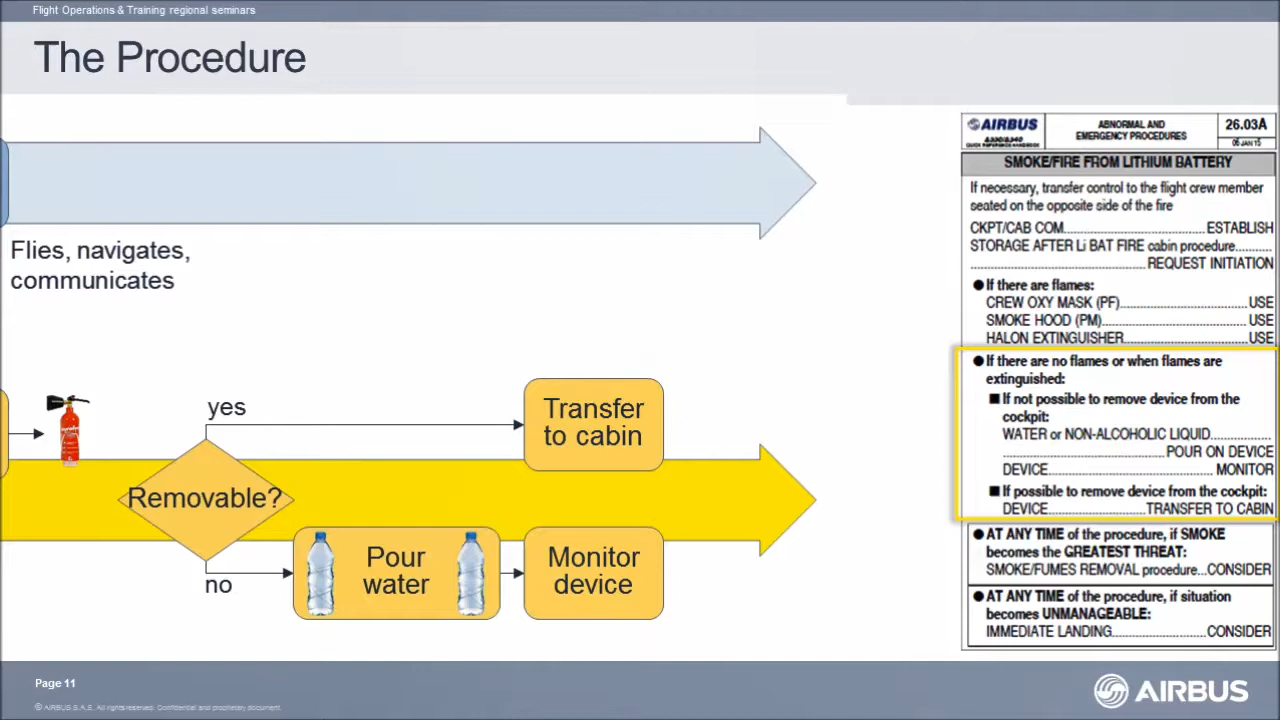 Flight Operations & Training regional seminars
The Procedure
Flies, navigates,
communicates
yes
Transfer
to cabin
Removable?
no
Pour
water
Monitor
device
AIRBUS
A330/A340
QUICK REFERENCE HANDBOOK
ABNORMAL AND
EMERGENCY PROCEDURES
26.03A
06 JAN 15
SMOKE/FIRE FROM LITHIUM BATTERY
If necessary, transfer control to the flight crew member
seated on the opposite side of the fire
CKPT/CAB COM..........ESTABLISH
STORAGE AFTER Li BAT FIRE cabin procedure..........
..........REQUEST INITIATION
● If there are flames:
CREW OXY MASK (PF)..........USE
SMOKE HOOD (PM)..........USE
HALON EXTINGUISHER..........USE
● If there are no flames or when flames are
extinguished:
■ If not possible to remove device from the
cockpit:
WATER or NON-ALCOHOLIC LIQUID..........
..........POUR ON DEVICE
DEVICE..........MONITOR
■ If possible to remove device from the cockpit:
DEVICE..........TRANSFER TO CABIN
● AT ANY TIME of the procedure, if SMOKE
becomes the GREATEST THREAT:
SMOKE/FUMES REMOVAL procedure...CONSIDER
● AT ANY TIME of the procedure, if situation
becomes UNMANAGEABLE:
IMMEDIATE LANDING..........CONSIDER
Page 11
© AIRBUS S.A.S. All rights reserved. Confidential and proprietary document.
AIRBUS